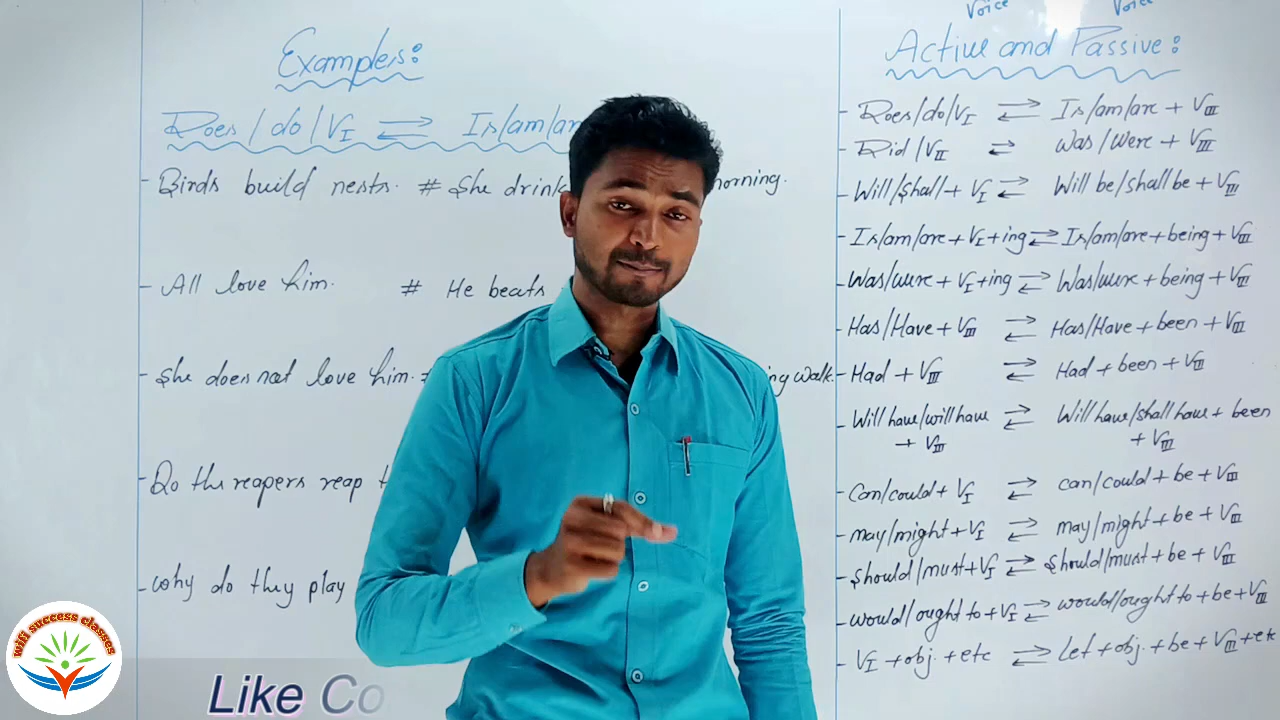 Examples:
Does/do/VI ⇌ Is/am/ar
- Birds build nests. # She drink morning.
- All love him. # He beats
- She does not love him. # ing walk.
- Do the reapers reap t
- why do they play
Voice Voice
Active and Passive:
- Does/do/VI ⇌ Is/am/are + VIII
- Did/VII ⇌ was/were + VIII
- Will/shall + VI ⇌ Will be/shall be + VIII
- Is/am/are + VI + ing ⇌ Is/am/are + being + VIII
- Was/were + VI + ing ⇌ Was/were + being + VIII
- Has/Have + VIII ⇌ Has/Have + been + VIII
- Had + VIII ⇌ Had + been + VIII
- Will have/will have ⇌ Will have/shall have + been
+ VIII + VIII
- Can/could + VI ⇌ can/could + be + VIII
- may/might + VI ⇌ may/might + be + VIII
- Should/must + VI ⇌ Should/must + be + VIII
- would/ought to + VI ⇌ would/ought to + be + VIII
- VI + obj. + etc ⇌ Let + obj. + be + VIII + etc
wifi success classes
Like Co